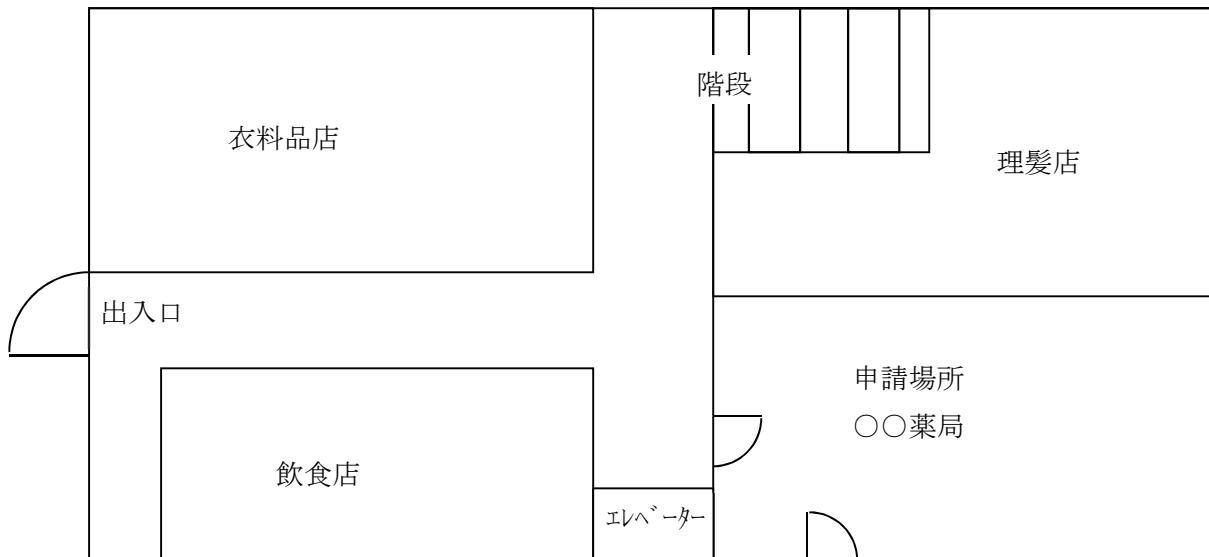 階段
衣料品店
理髪店
出入口
申請場所
○○薬局
飲食店
ｴﾚﾍﾞｰﾀｰ